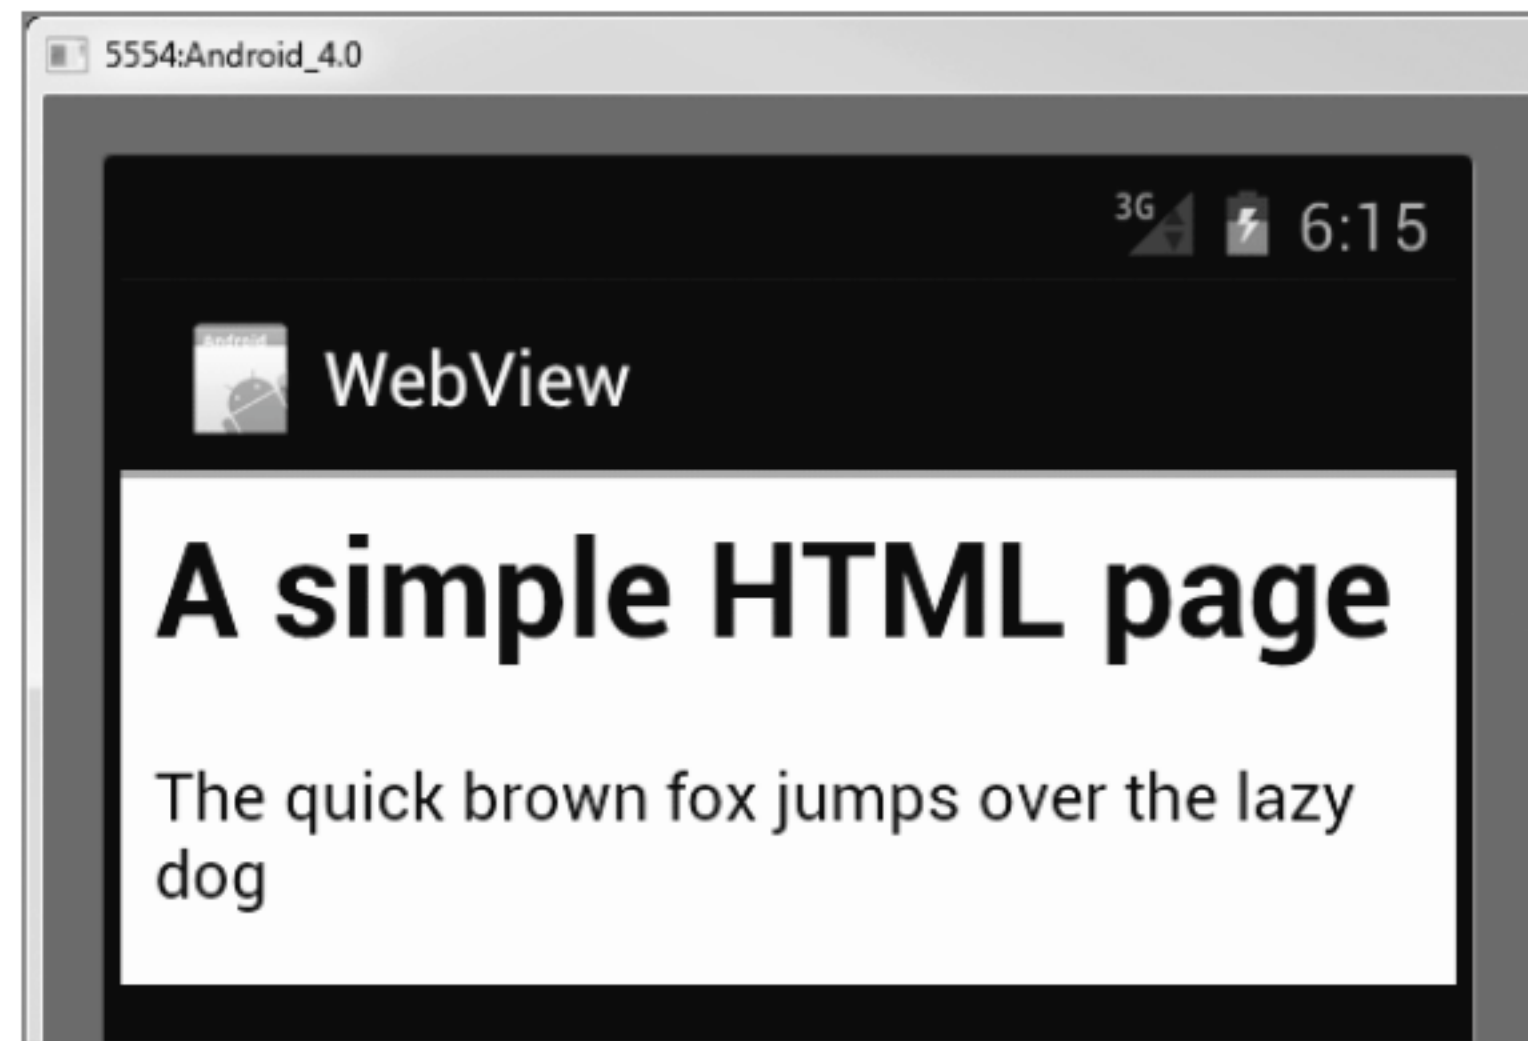 5554:Android_4.0
3G 6:15
Android
WebView
A simple HTML page
The quick brown fox jumps over the lazy
dog